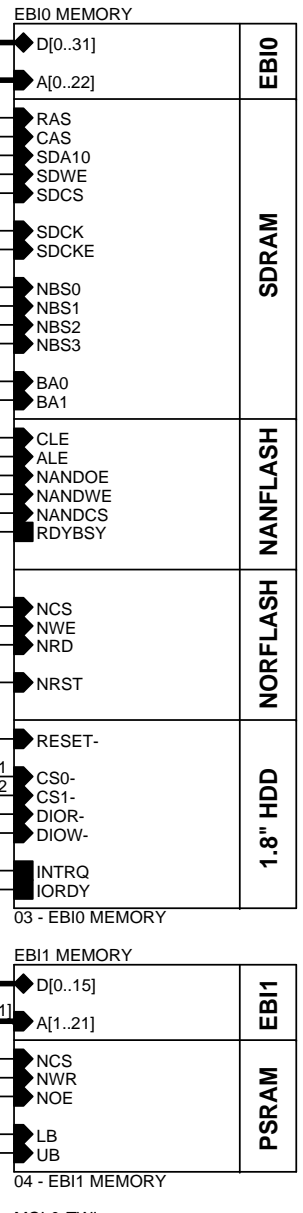 EBI0 MEMORY
D[0..31]
A[0..22]
EBI0
RAS
CAS
SDA10
SDWE
SDCS
SDCK
SDCKE
NBS0
NBS1
NBS2
NBS3
BA0
BA1
SDRAM
CLE
ALE
NANDOE
NANDWE
NANDCS
RDYBSY
NANFLASH
NCS
NWE
NRD
NRST
NORFLASH
RESET-
1
CS0-
2
CS1-
DIOR-
DIOW-
INTRQ
IORDY
1.8" HDD
03 - EBI0 MEMORY
EBI1 MEMORY
D[0..15]
1]
A[1..21]
EBI1
NCS
NWR
NOE
LB
UB
PSRAM
04 - EBI1 MEMORY